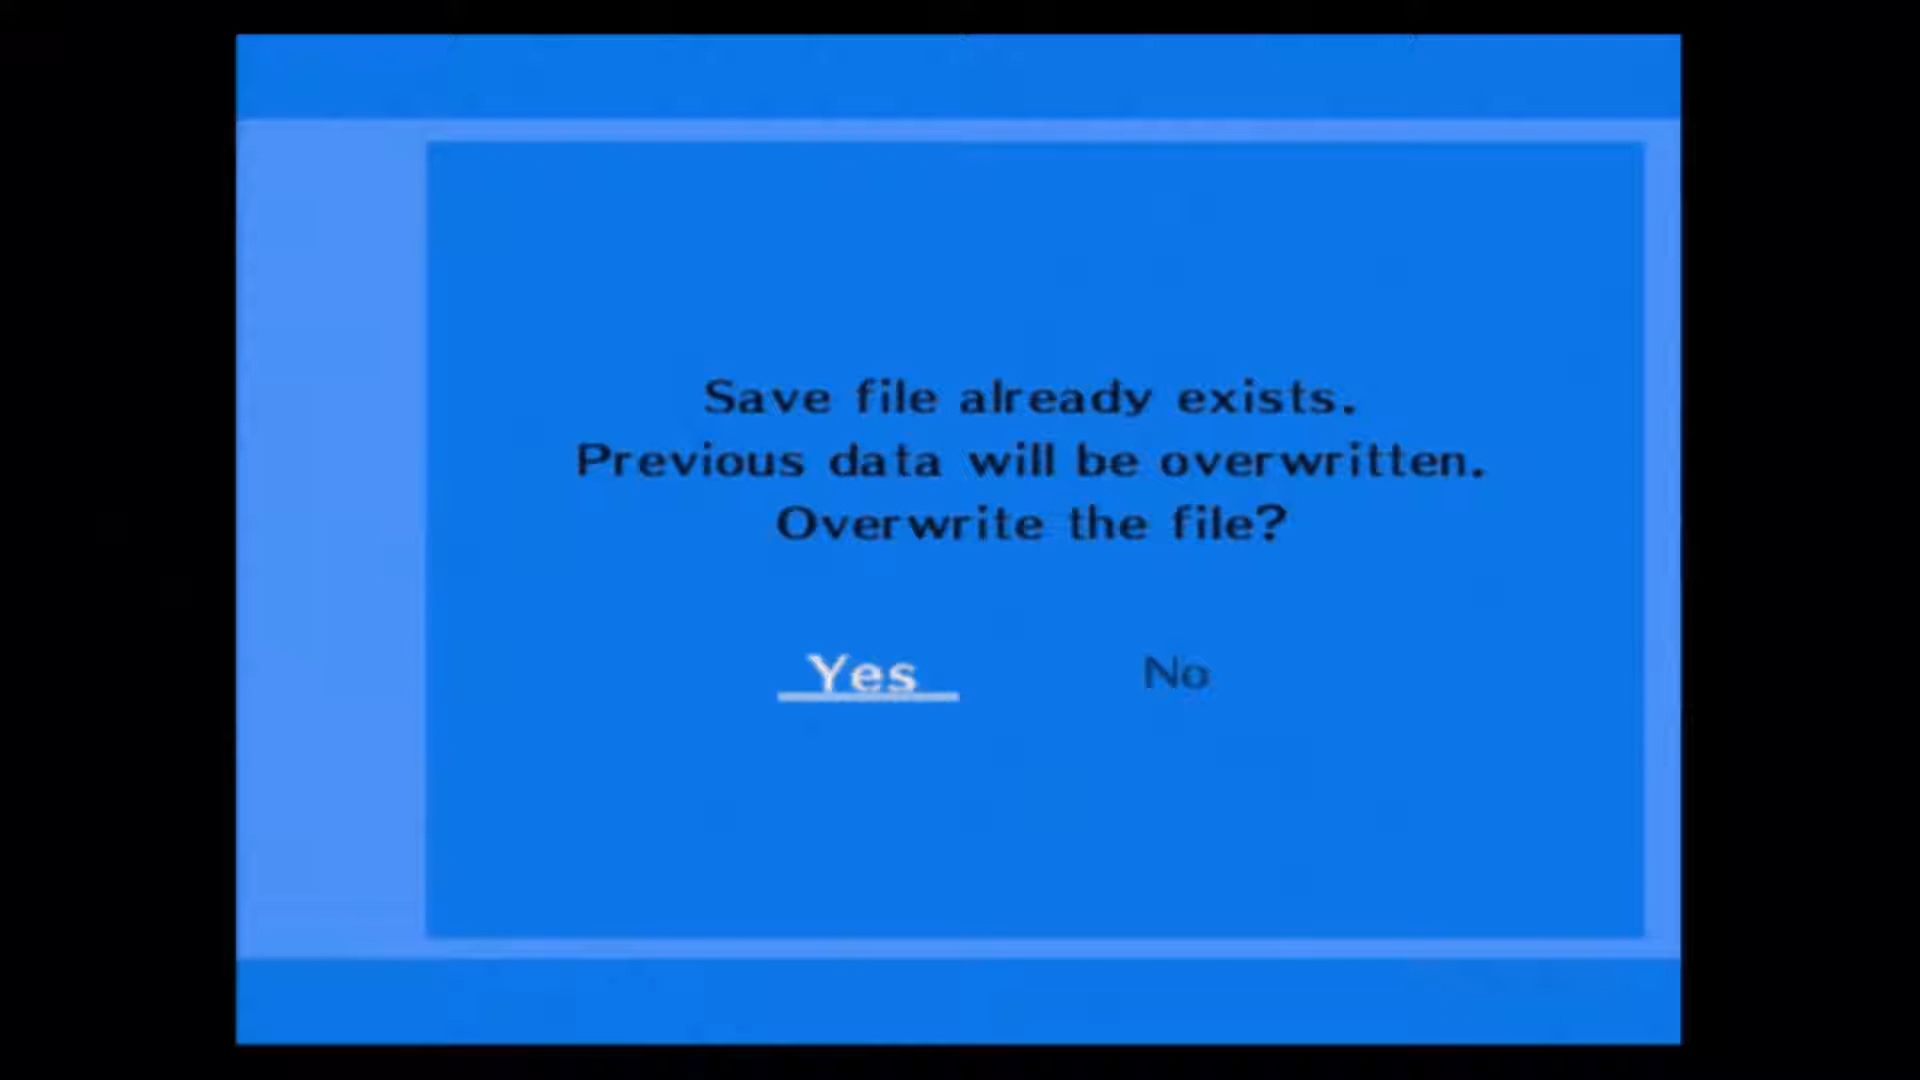 Save file already exists.
Previous data will be overwritten.
Overwrite the file?
Yes No